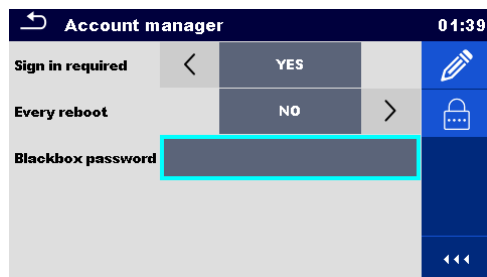 Account manager 01:39
Sign in required YES
Every reboot NO
Blackbox password